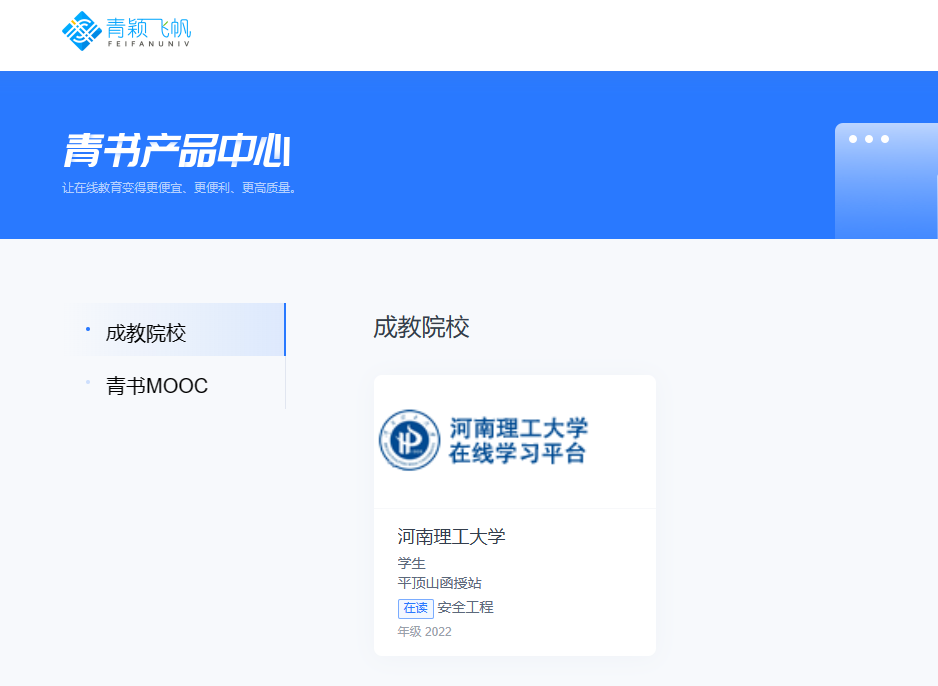 青颖飞帆
FEIFANUNIV
青书产品中心
让在线教育变得更便宜、更便利、更高质量。
成教院校
青书MOOC
成教院校
河南理工大学
在线学习平台
河南理工大学
学生
平顶山函授站
在读 安全工程
年级 2022